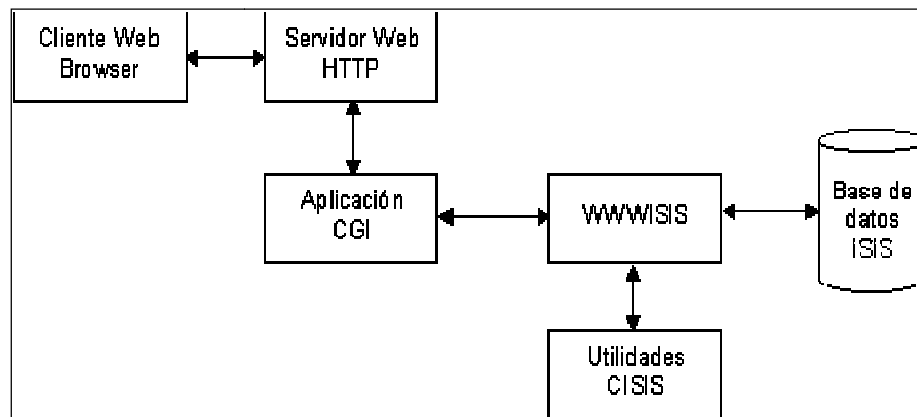 Cliente Web
Browser
Servidor Web
HTTP
Aplicación
CGI
WWWISIS
Base de
datos
ISIS
Utilidades
CISIS